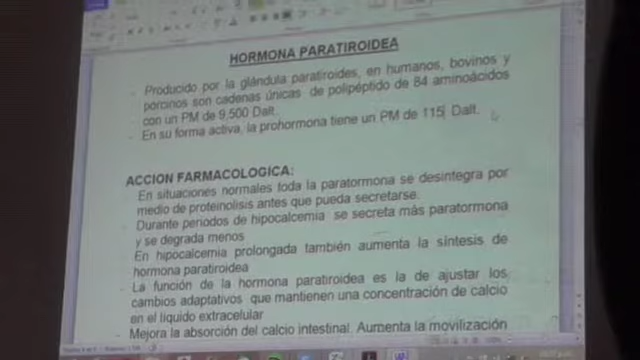 HORMONA PARATIROIDEA
- Producido por la glándula paratiroides, en humanos, bovinos y
porcinos son cadenas únicas de polipéptido de 84 aminoácidos
con un PM de 9,500 Dalt.
- En su forma activa, la prohormona tiene un PM de 115 Dalt.
ACCION FARMACOLOGICA:
En situaciones normales toda la paratormona se desintegra por
medio de proteinolisis antes que pueda secretarse.
- Durante periodos de hipocalcemia se secreta más paratormona
y se degrada menos
En hipocalcemia prolongada también aumenta la síntesis de
hormona paratiroidea
- La función de la hormona paratiroidea es la de ajustar los
cambios adaptativos que mantienen una concentración de calcio
en el liquido extracelular
- Mejora la absorción del calcio intestinal. Aumenta la movilización